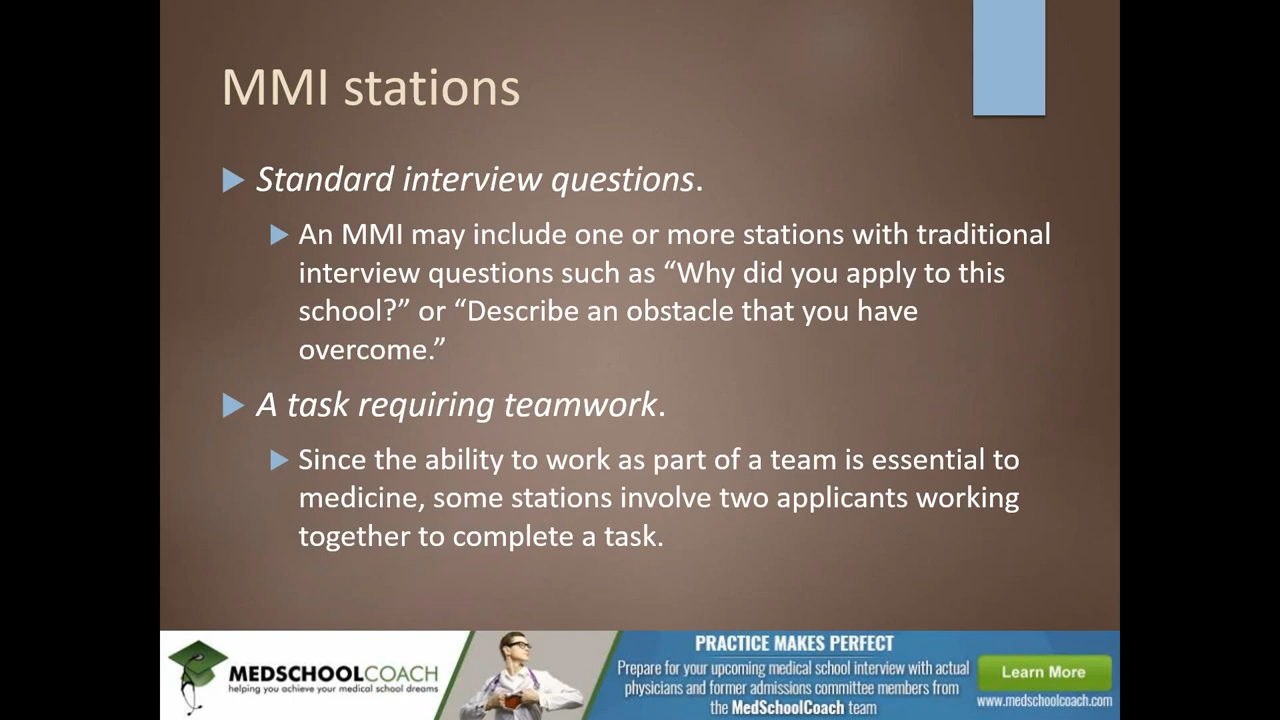 MMI stations
Standard interview questions.
An MMI may include one or more stations with traditional
interview questions such as “Why did you apply to this
school?” or “Describe an obstacle that you have
overcome.”
A task requiring teamwork.
Since the ability to work as part of a team is essential to
medicine, some stations involve two applicants working
together to complete a task.
MEDSCHOOLCOACH
helping you achieve your medical school dreams
PRACTICE MAKES PERFECT
Prepare for your upcoming medical school interview with actual
physicians and former admissions committee members from
the MedSchoolCoach team
Learn More
www.medschoolcoach.com